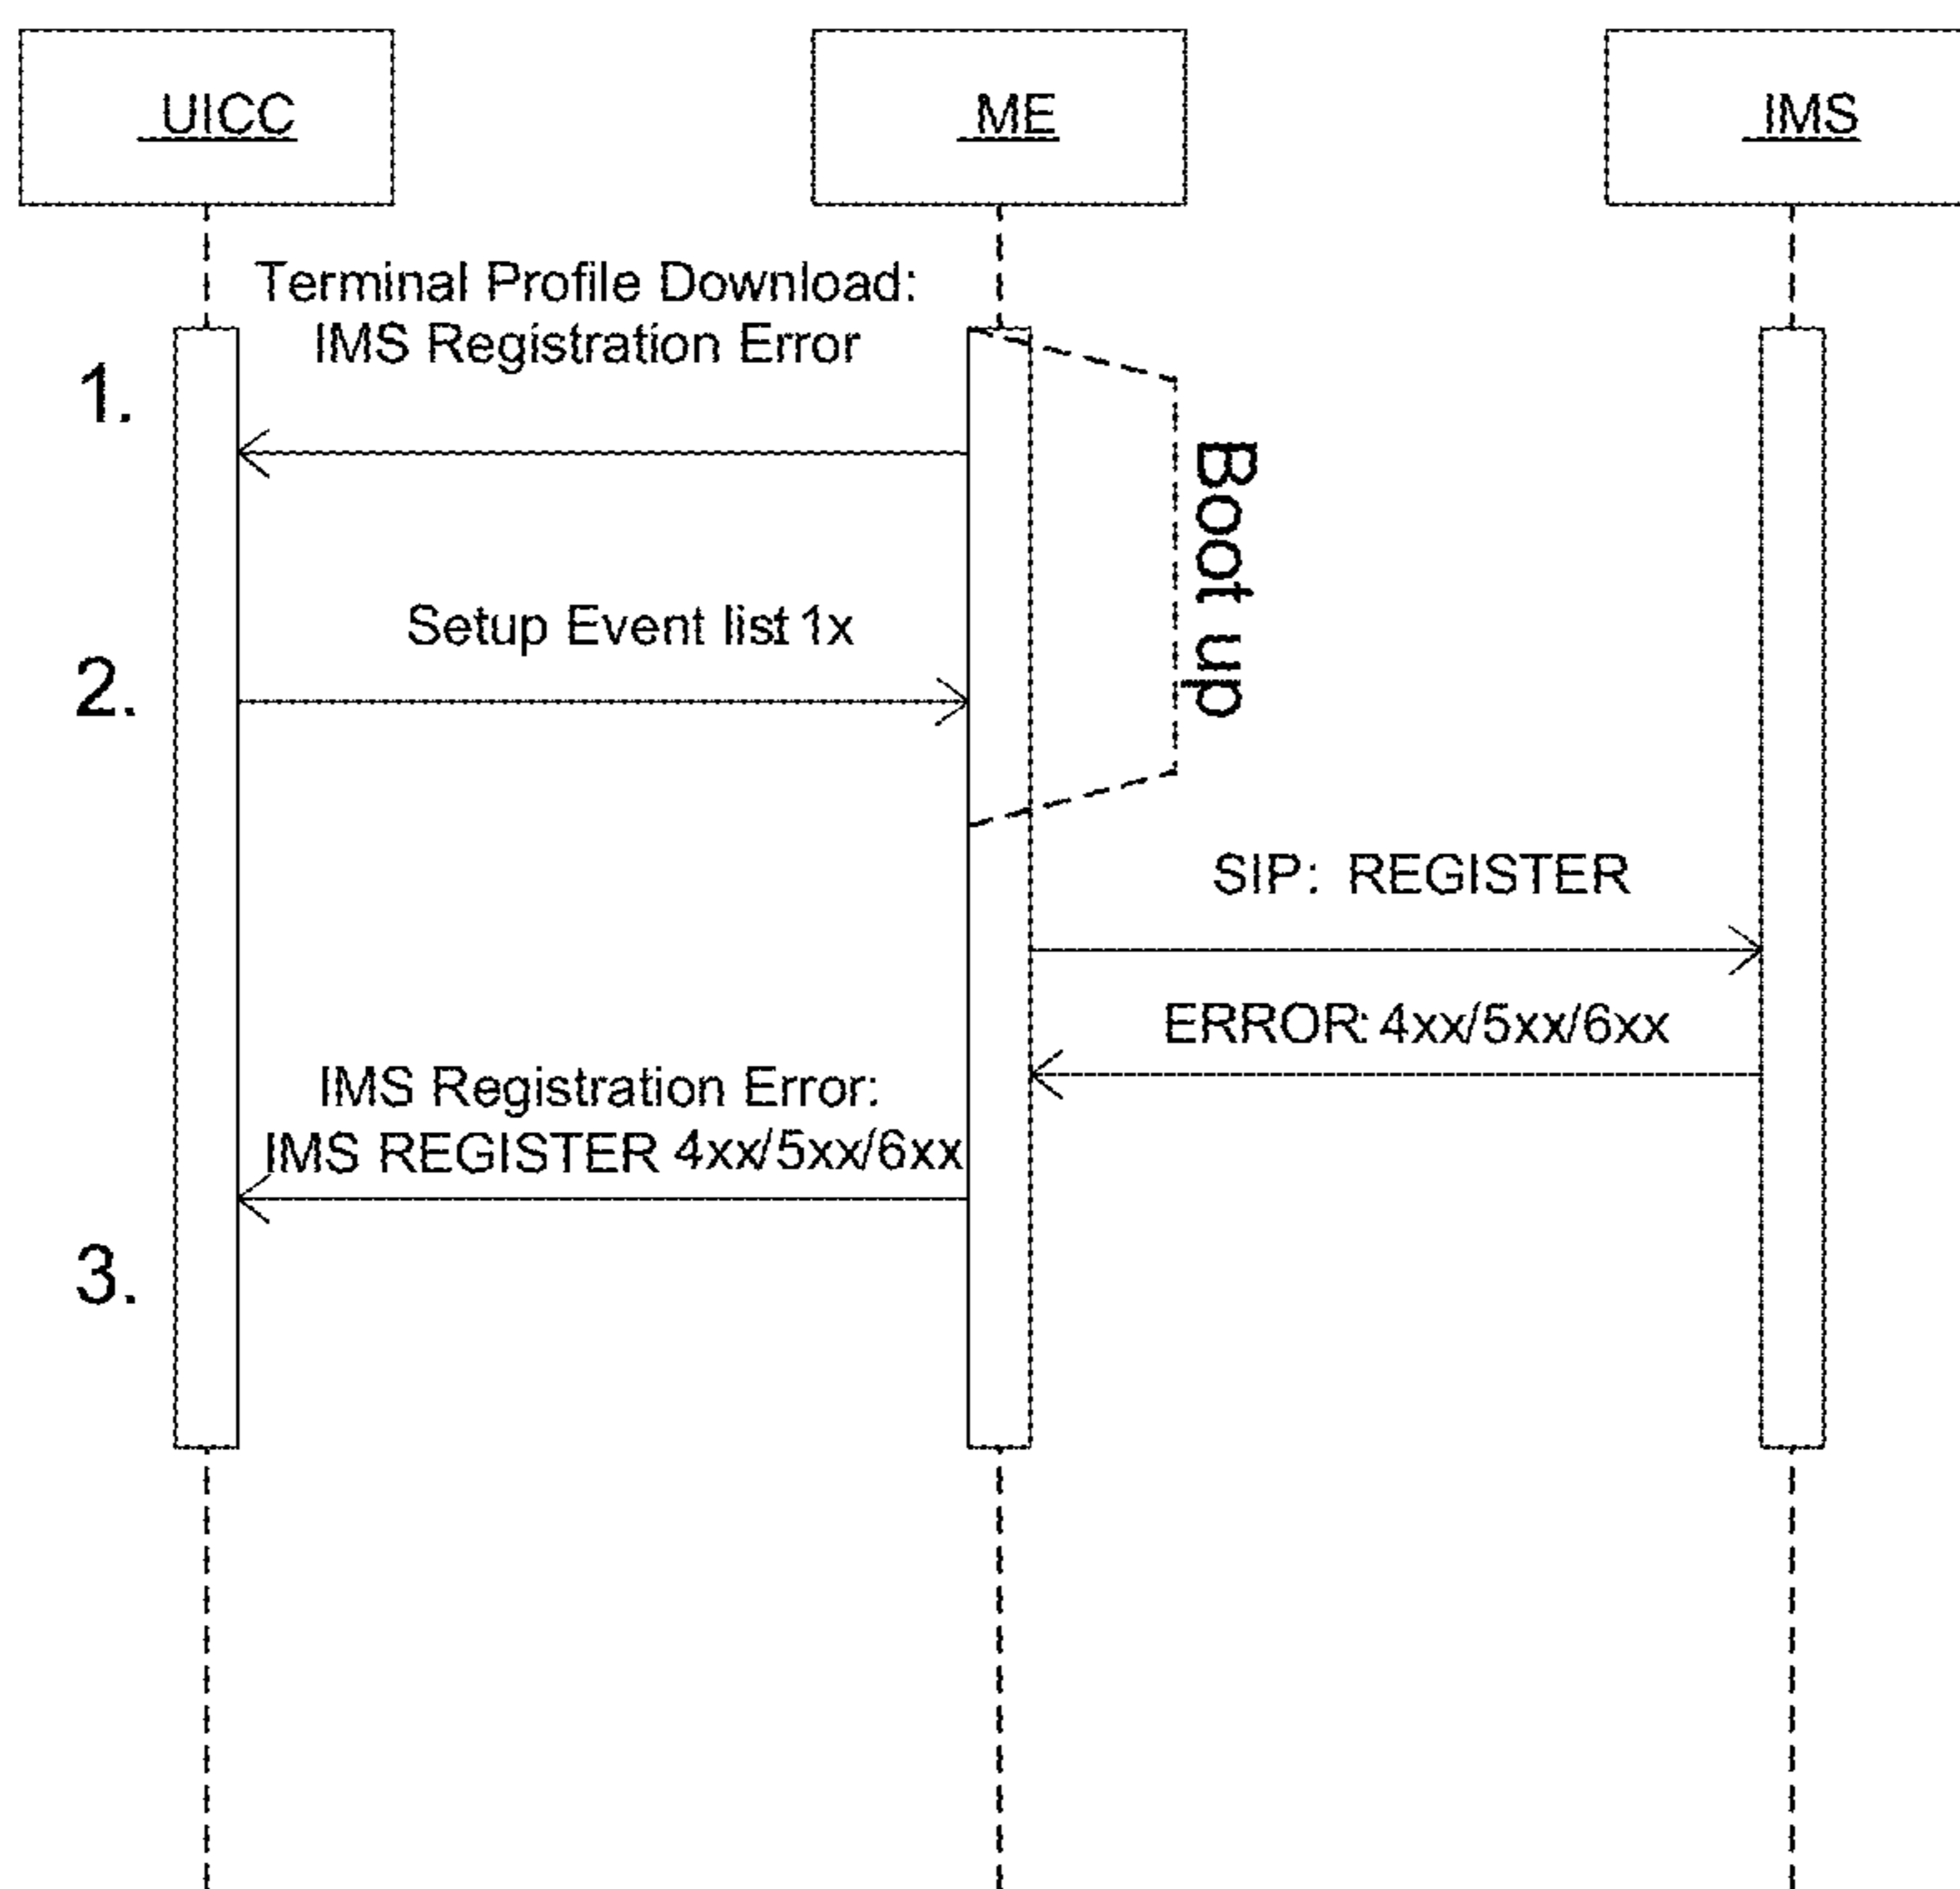 UICC
ME
IMS
Terminal Profile Download:
IMS Registration Error
1.
Boot up
Setup Event list 1x
2.
SIP: REGISTER
ERROR: 4xx/5xx/6xx
IMS Registration Error:
IMS REGISTER 4xx/5xx/6xx
3.